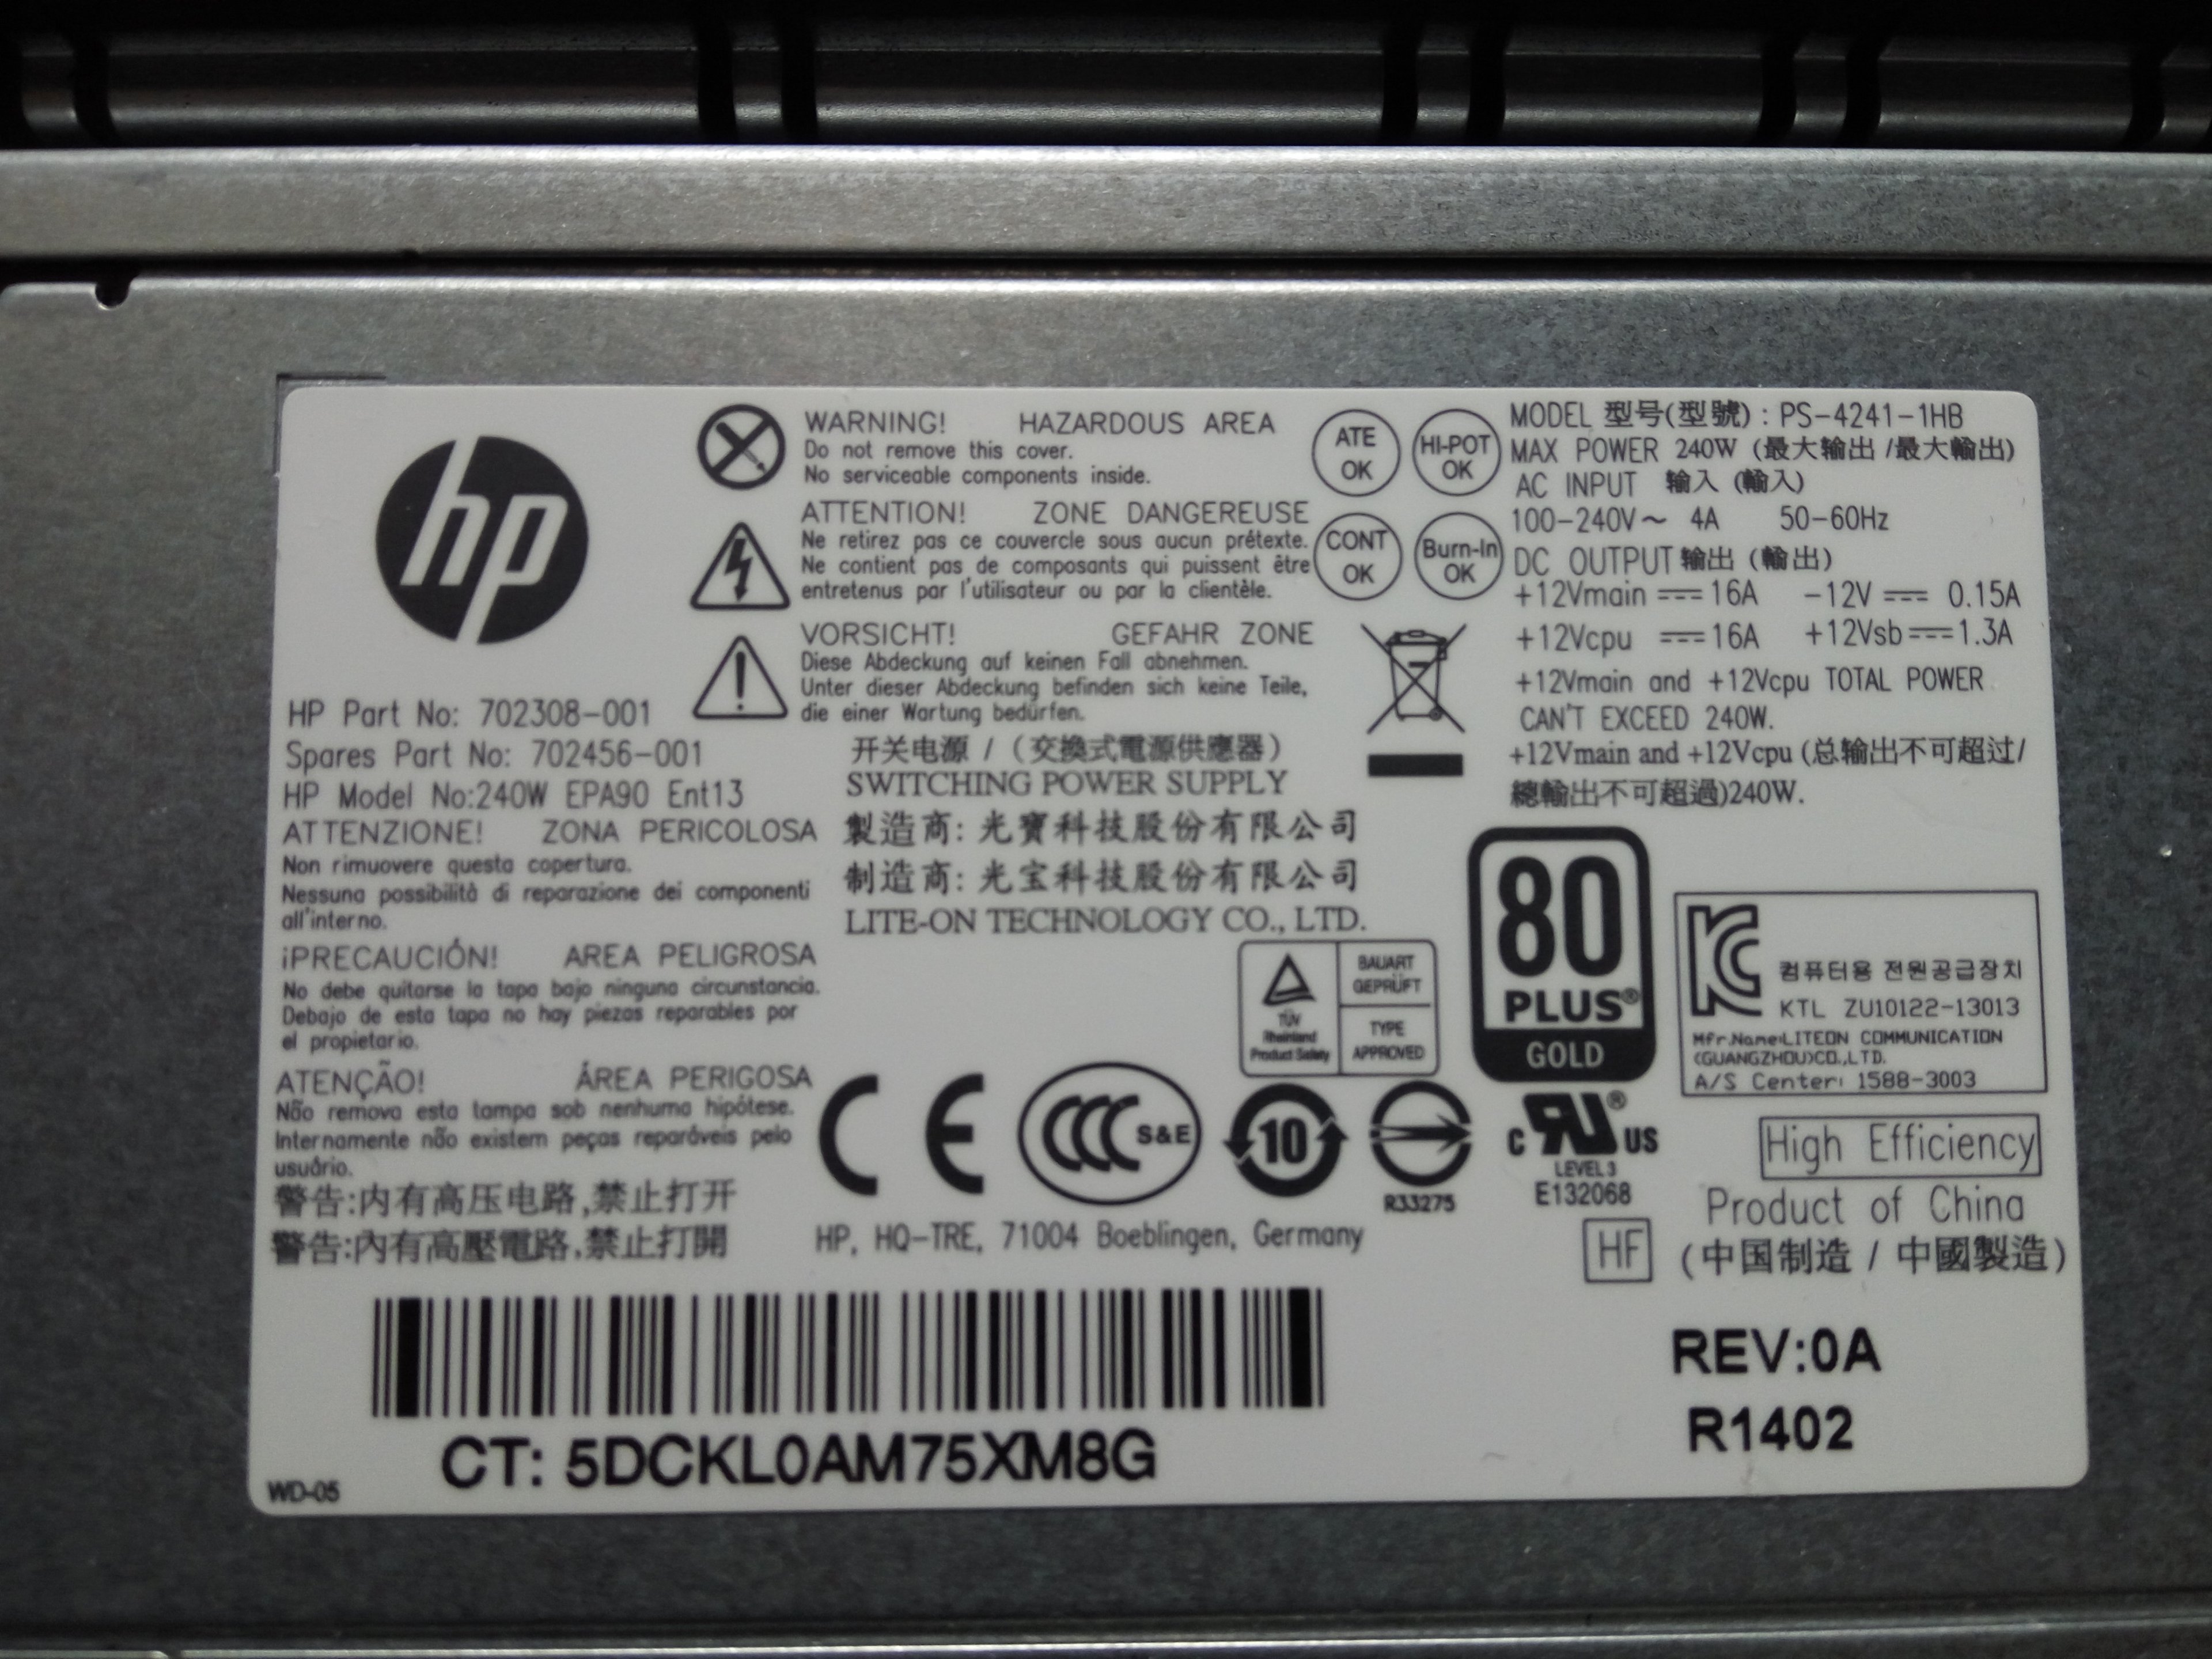 hp
HP Part No: 702308-001
Spares Part No: 702456-001
HP Model No:240W EPA90 Ent13
ATTENZIONE! ZONA PERICOLOSA
Non rimuovere questa copertura.
Nessuna possibilità di reparazione dei componenti
all'interno.
¡PRECAUCIÓN! AREA PELIGROSA
No debe quitarse la tapa bajo ninguna circunstancia.
Debajo de esta tapa no hay piezas reparables por
el propietario.
ATENÇÃO! ÁREA PERIGOSA
Não remova esta tampa sob nenhuma hipótese.
Internamente não existem peças reparáveis pelo
usuário.
警告:内有高压电路,禁止打开
警告:內有高壓電路,禁止打開
WARNING! HAZARDOUS AREA
Do not remove this cover.
No serviceable components inside.
ATTENTION! ZONE DANGEREUSE
Ne retirez pas ce couvercle sous aucun prétexte.
Ne contient pas de composants qui puissent être
entretenus par l'utilisateur ou par la clientèle.
VORSICHT! GEFAHR ZONE
Diese Abdeckung auf keinen Fall abnehmen.
Unter dieser Abdeckung befinden sich keine Teile,
die einer Wartung bedürfen.
开关电源 / (交換式電源供應器)
SWITCHING POWER SUPPLY
製造商: 光寶科技股份有限公司
制造商: 光宝科技股份有限公司
LITE-ON TECHNOLOGY CO., LTD.
ATE OK
HI-POT OK
CONT OK
Burn-In OK
MODEL 型号(型號) : PS-4241-1HB
MAX POWER 240W (最大输出 /最大輸出)
AC INPUT 输入 (輸入)
100-240V~ 4A 50-60Hz
DC OUTPUT 输出 (輸出)
+12Vmain ⎓ 16A -12V ⎓ 0.15A
+12Vcpu ⎓ 16A +12Vsb ⎓ 1.3A
+12Vmain and +12Vcpu TOTAL POWER
CAN'T EXCEED 240W.
+12Vmain and +12Vcpu (总输出不可超过/
總輸出不可超過)240W.
TÜV
Rheinland
Product Safety
BAUART
GEPRÜFT
TYPE
APPROVED
80
PLUS®
GOLD
컴퓨터용 전원공급장치
KTL ZU10122-13013
Mfr.Name:LITEON COMMUNICATION
(GUANGZHOU)CO.,LTD.
A/S Center: 1588-3003
CE
CCC S&E
10
R33275
c RU US ®
LEVEL 3
E132068
High Efficiency
HF
Product of China
(中国制造 / 中國製造)
HP, HQ-TRE, 71004 Boeblingen, Germany
CT: 5DCKL0AM75XM8G
REV:0A
R1402
WD-05